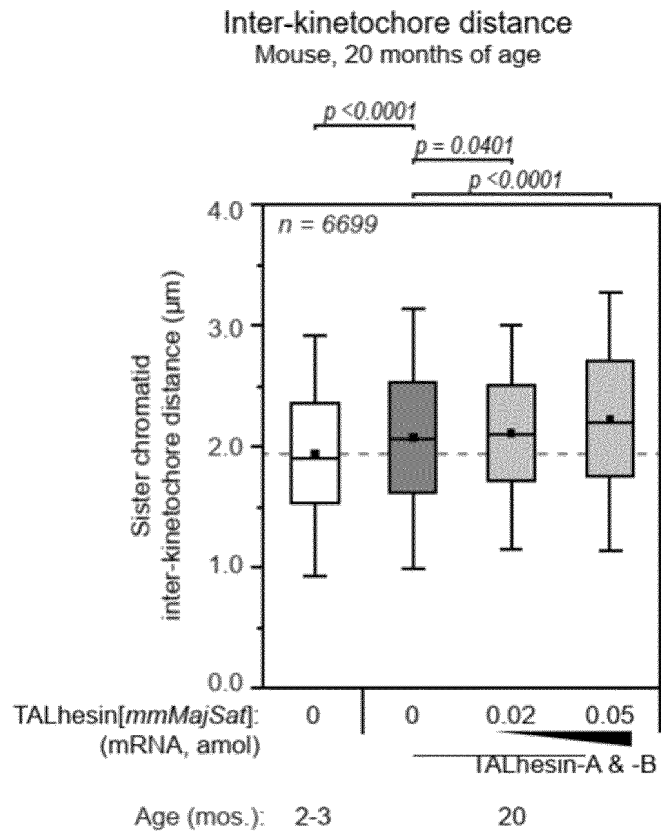 Inter-kinetochore distance
Mouse, 20 months of age
p <0.0001
p = 0.0401
p <0.0001
4.0
n = 6699
3.0
2.0
1.0
0.0
Sister chromatid
inter-kinetochore distance (µm)
TALhesin[mmMajSat]: 0 0 0.02 0.05
(mRNA, amol)
TALhesin-A & -B
Age (mos.): 2-3 20